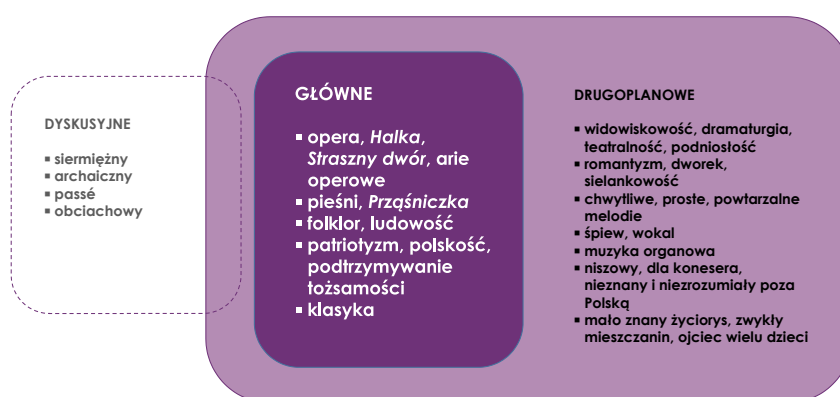 DYSKUSYJNE
▪ siermiężny
▪ archaiczny
▪ passé
▪ obciachowy
GŁÓWNE
▪ opera, Halka,
Straszny dwór, arie
operowe
▪ pieśni, Prząśniczka
▪ folklor, ludowość
▪ patriotyzm, polskość,
podtrzymywanie
tożsamości
▪ klasyka
DRUGOPLANOWE
▪ widowiskowość, dramaturgia,
teatralność, podniosłość
▪ romantyzm, dworek,
sielankowość
▪ chwytliwe, proste, powtarzalne
melodie
▪ śpiew, wokal
▪ muzyka organowa
▪ niszowy, dla konesera,
nieznany i niezrozumiały poza
Polską
▪ mało znany życiorys, zwykły
mieszczanin, ojciec wielu dzieci